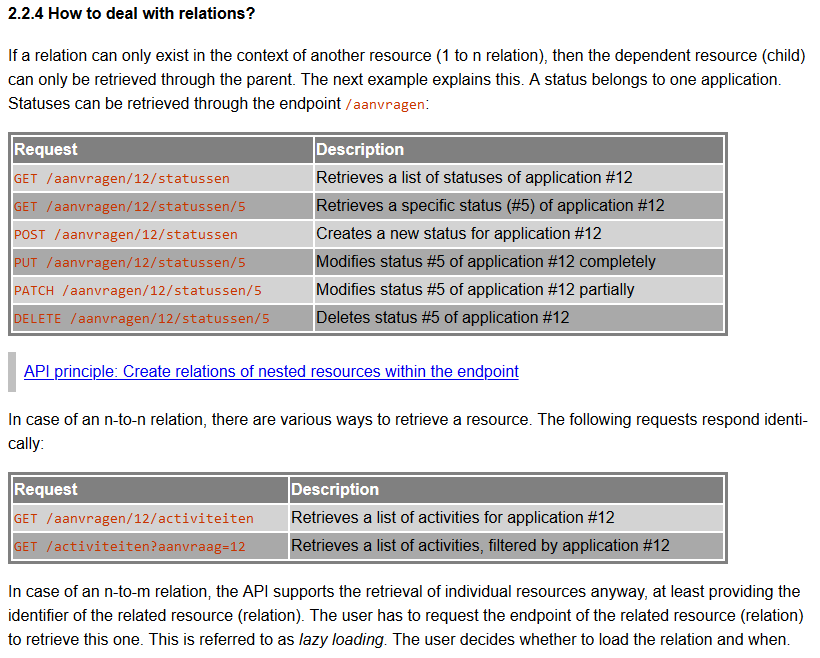 2.2.4 How to deal with relations?
If a relation can only exist in the context of another resource (1 to n relation), then the dependent resource (child)
can only be retrieved through the parent. The next example explains this. A status belongs to one application.
Statuses can be retrieved through the endpoint /aanvragen:
Request Description
GET /aanvragen/12/statussen Retrieves a list of statuses of application #12
GET /aanvragen/12/statussen/5 Retrieves a specific status (#5) of application #12
POST /aanvragen/12/statussen Creates a new status for application #12
PUT /aanvragen/12/statussen/5 Modifies status #5 of application #12 completely
PATCH /aanvragen/12/statussen/5 Modifies status #5 of application #12 partially
DELETE /aanvragen/12/statussen/5 Deletes status #5 of application #12
API principle: Create relations of nested resources within the endpoint
In case of an n-to-n relation, there are various ways to retrieve a resource. The following requests respond identi-
cally:
Request Description
GET /aanvragen/12/activiteiten Retrieves a list of activities for application #12
GET /activiteiten?aanvraag=12 Retrieves a list of activities, filtered by application #12
In case of an n-to-m relation, the API supports the retrieval of individual resources anyway, at least providing the
identifier of the related resource (relation). The user has to request the endpoint of the related resource (relation)
to retrieve this one. This is referred to as lazy loading. The user decides whether to load the relation and when.